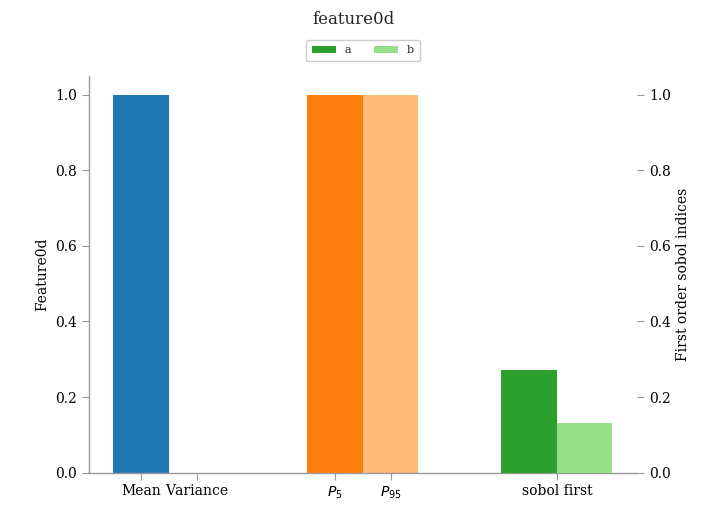 feature0d
a b
1.0 1.0
0.8 0.8
0.6 0.6
0.4 0.4
0.2 0.2
0.0 0.0
Feature0d
First order sobol indices
Mean Variance P5 P95 sobol first